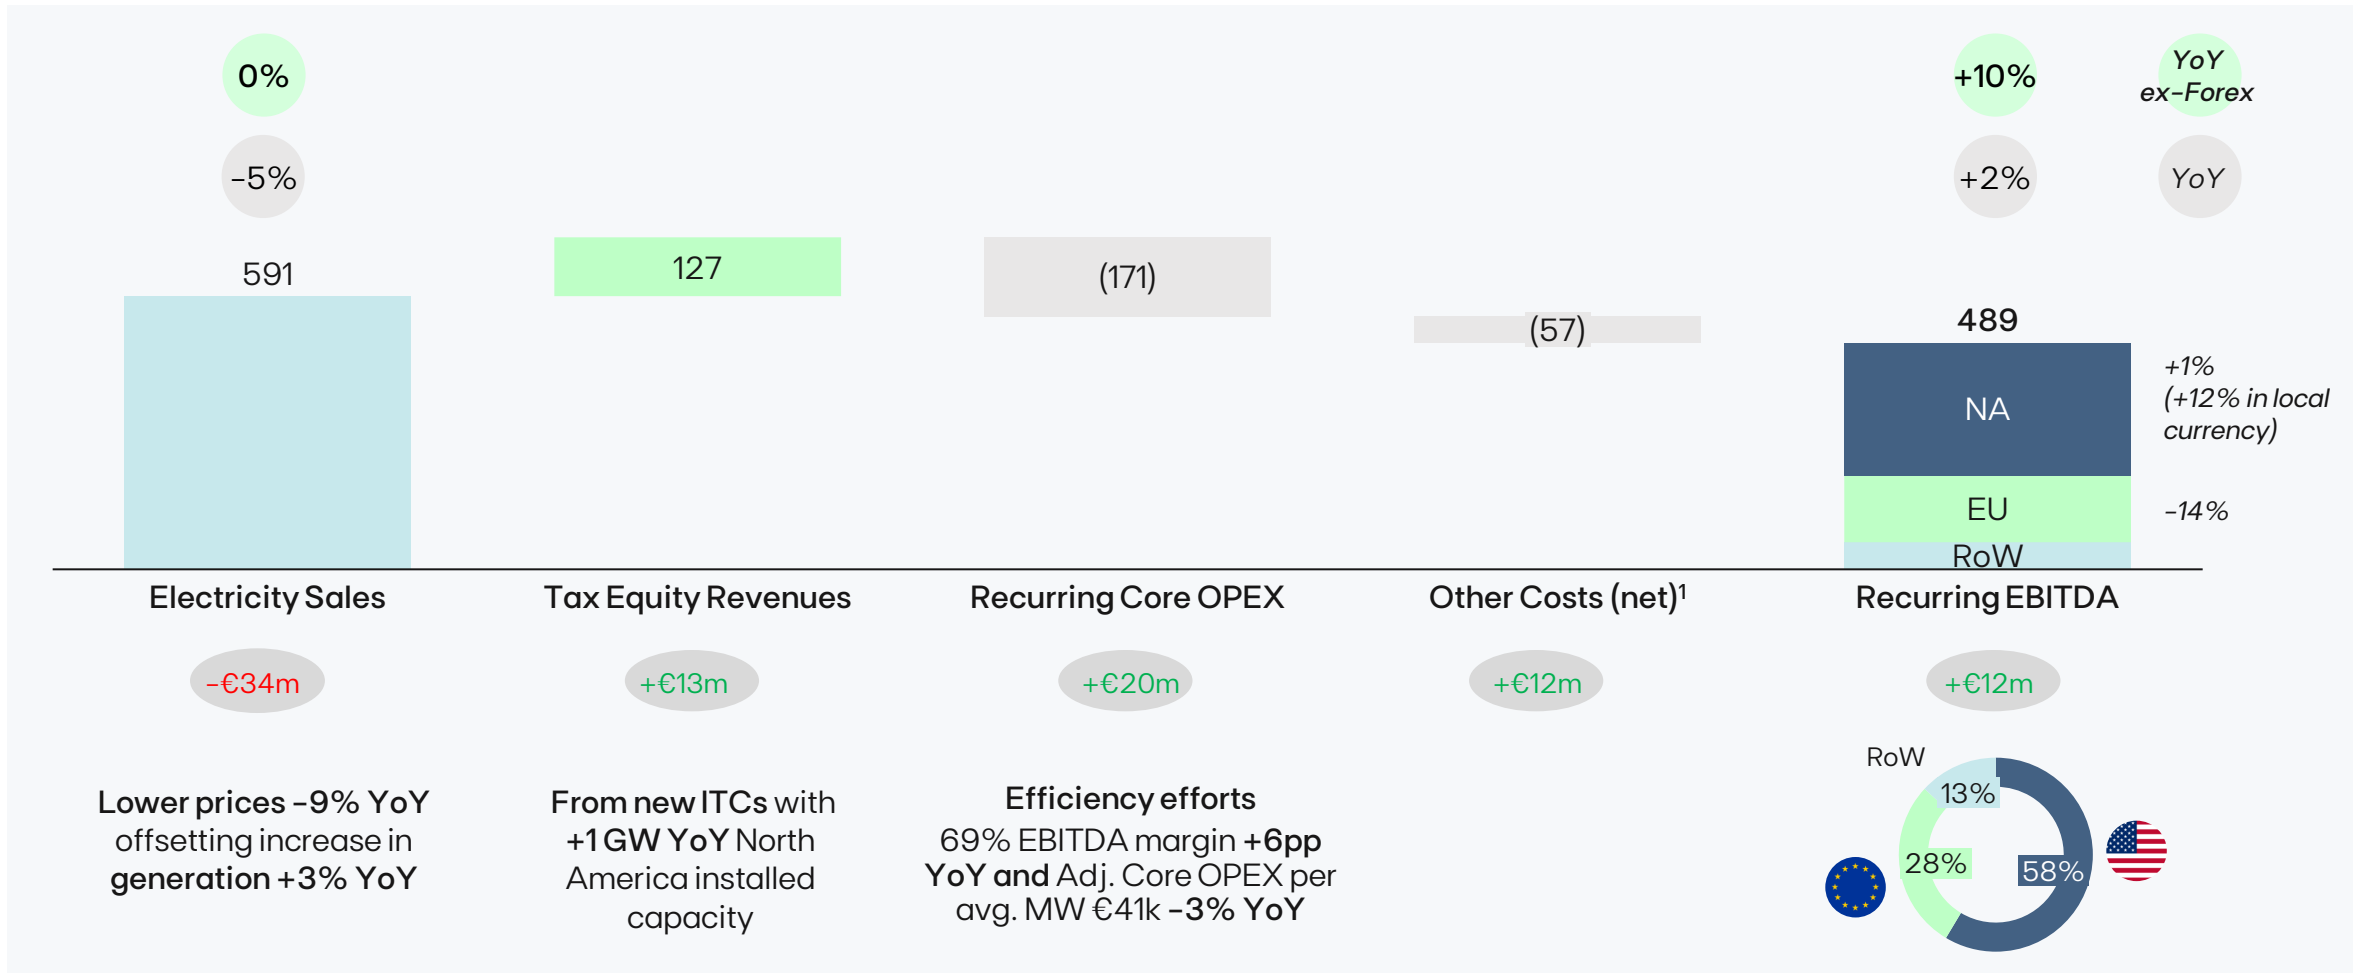 0%
+10%
YoY
ex-Forex
-5%
+2%
YoY
591
127
(171)
(57)
489
NA
EU
RoW
+1%
(+12% in local
currency)
-14%
Electricity Sales
Tax Equity Revenues
Recurring Core OPEX
Other Costs (net)¹
Recurring EBITDA
-€34m
+€13m
+€20m
+€12m
+€12m
Lower prices -9% YoY
offsetting increase in
generation +3% YoY
From new ITCs with
+1 GW YoY North
America installed
capacity
Efficiency efforts
69% EBITDA margin +6pp
YoY and Adj. Core OPEX per
avg. MW €41k -3% YoY
RoW
13%
28%
58%